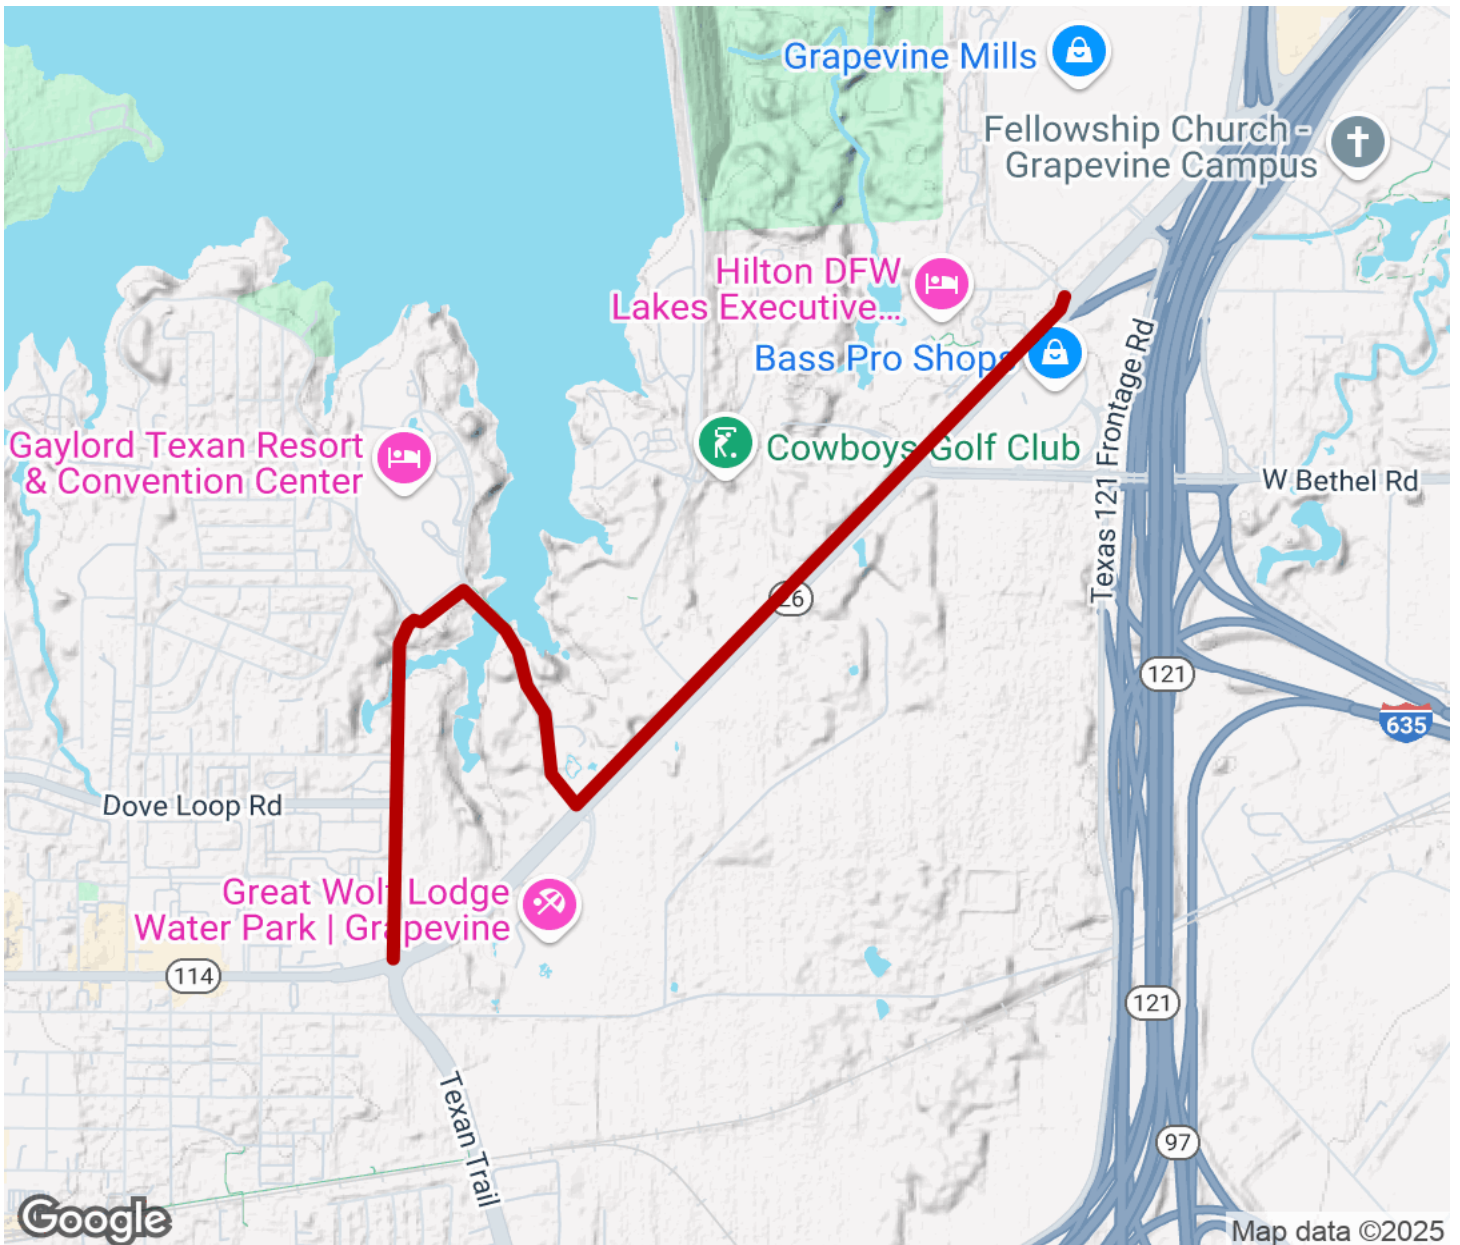 Grapevine Mills
Fellowship Church -
Grapevine Campus
Hilton DFW
Lakes Executive...
Bass Pro Shops
Texas 121 Frontage Rd
Cowboys Golf Club
Gaylord Texan Resort
& Convention Center
W Bethel Rd
26
121
635
Dove Loop Rd
Great Wolf Lodge
Water Park | Grapevine
114
121
Texan Trail
97
Google
Map data ©2025